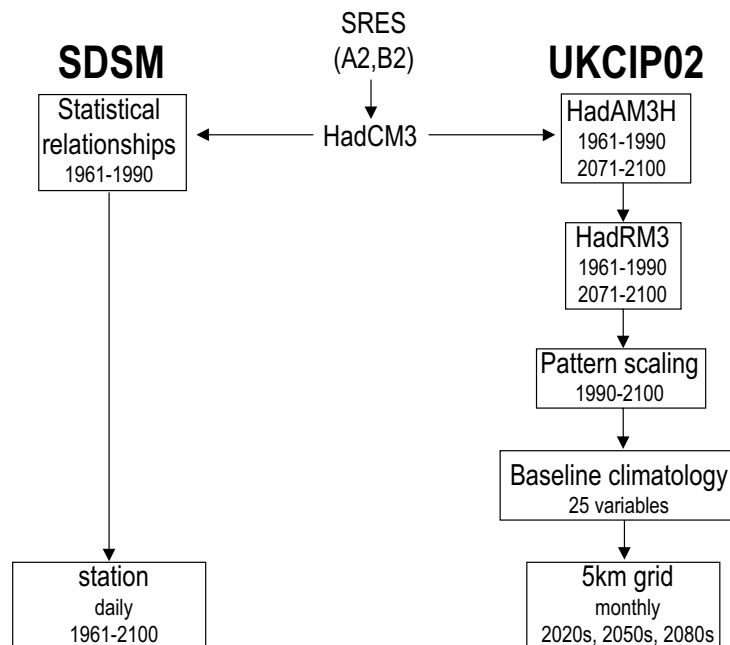 SRES
(A2,B2)
SDSM
UKCIP02
Statistical
relationships
1961-1990
HadCM3
HadAM3H
1961-1990
2071-2100
HadRM3
1961-1990
2071-2100
Pattern scaling
1990-2100
Baseline climatology
25 variables
station
daily
1961-2100
5km grid
monthly
2020s, 2050s, 2080s